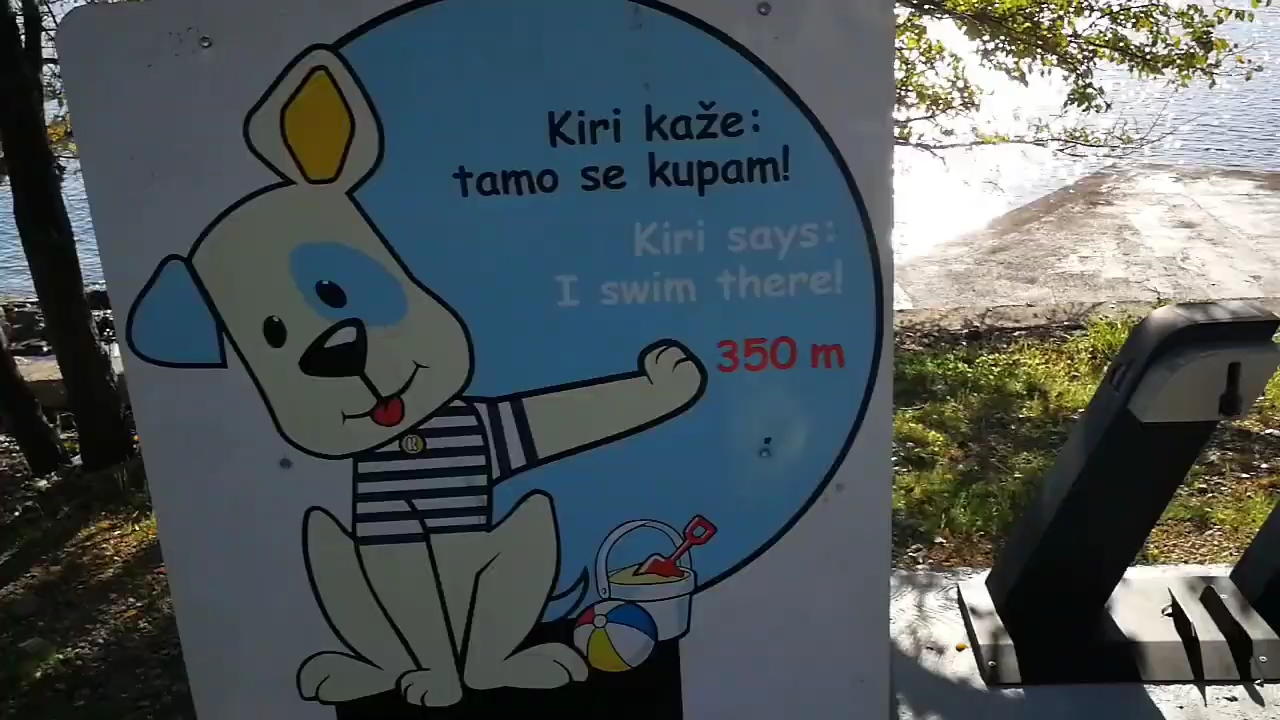 Kiri kaže:
tamo se kupam!
Kiri says:
I swim there!
350 m